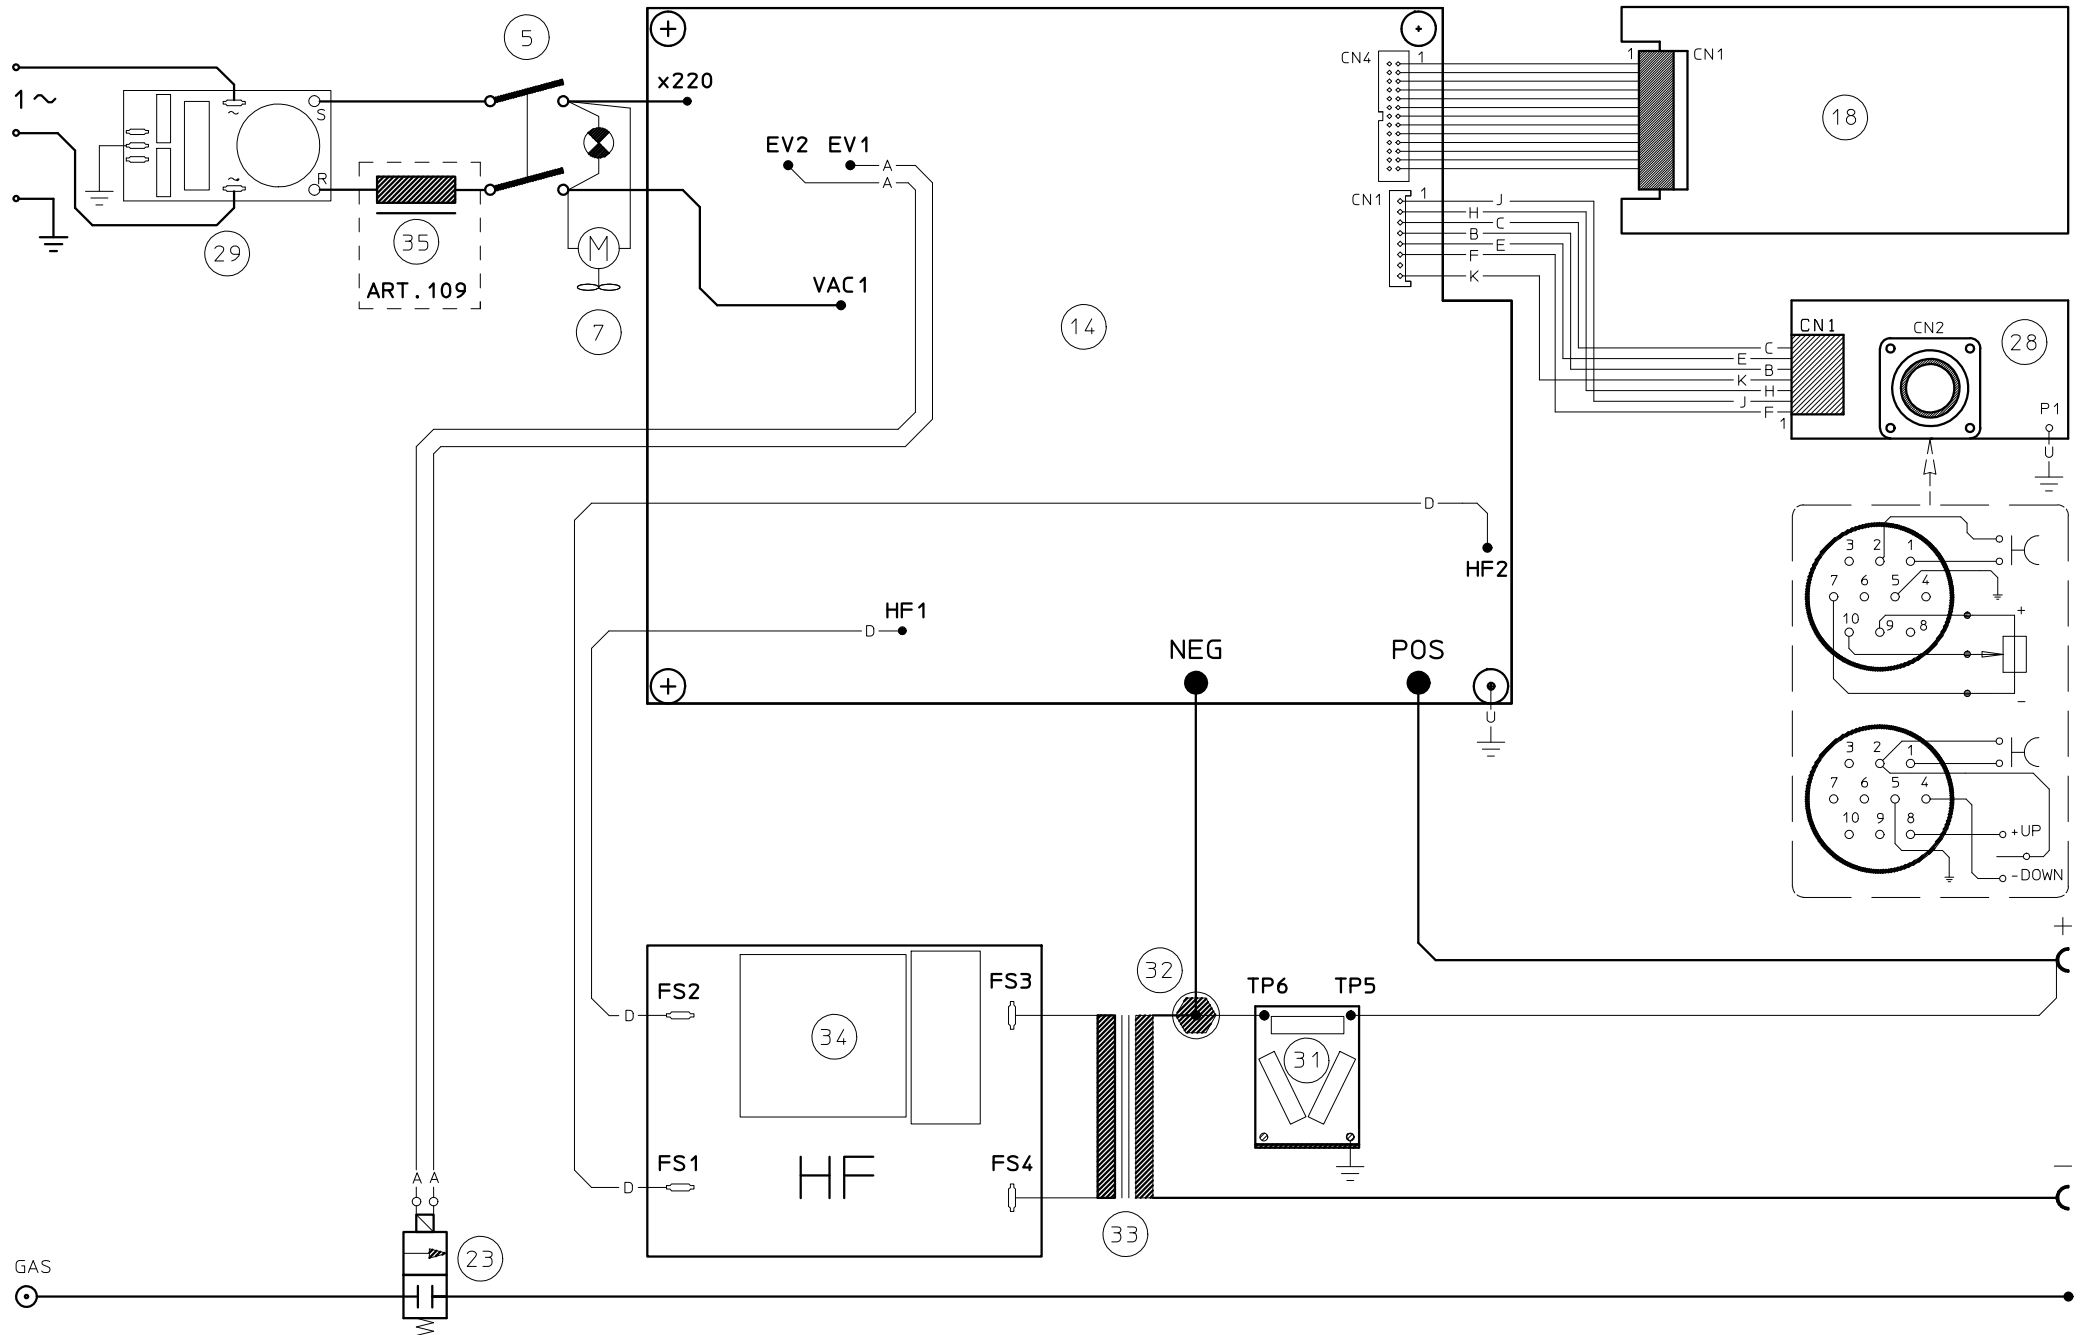 5
x220
CN4 1
1 CN1
18
1~
~ S
EV2 EV1
A
A
~ R
CN1 1
J
H
C
B E
F
K
29
35
ART.109
M
VAC1
7
14
CN1
CN2
28
C
E
B
K
H
J
F
1
P1
U
D
HF2
HF1
D
NEG POS
U
3 2 1
7 6 5 4
10 9 8
+
-
3 2 1
7 6 5 4
10 9 8
+UP
-DOWN
+
32
FS2
FS3
TP6 TP5
D
34
31
FS1
FS4
D
HF
A A
-
33
23
GAS